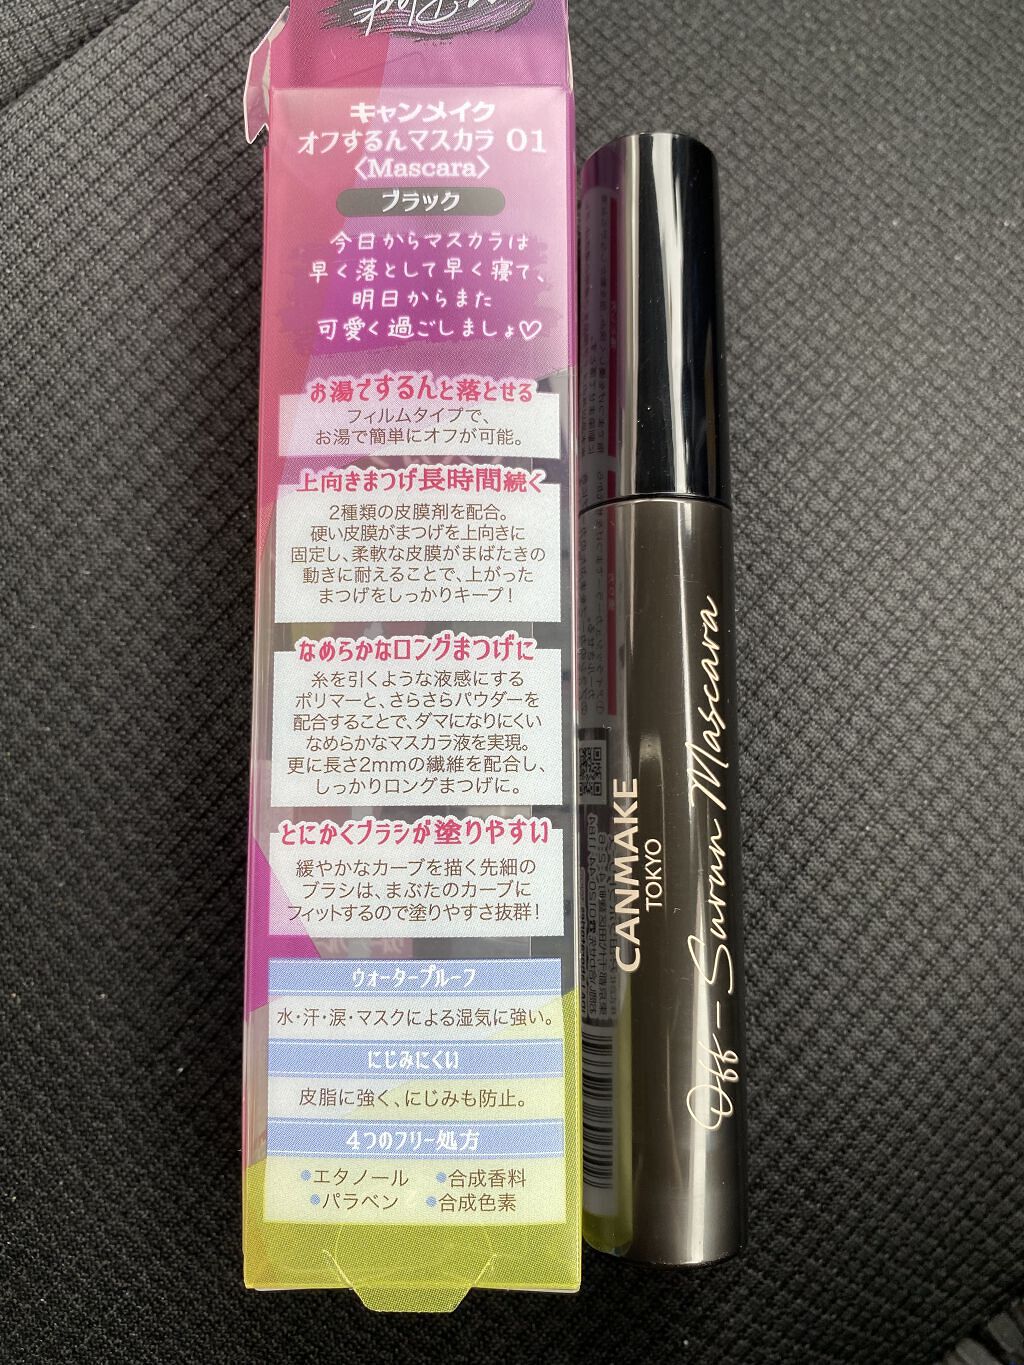 キャンメイク
オフするんマスカラ 01
〈Mascara〉
ブラック
今日からマスカラは
早く落として早く寝て、
明日からまた
可愛く過ごしましょ♡
お湯でするんと落とせる
フィルムタイプで、
お湯で簡単にオフが可能。
上向きまつげ長時間続く
2種類の皮膜剤を配合。
硬い皮膜がまつげを上向きに
固定し、柔軟な皮膜がまばたきの
動きに耐えることで、上がった
まつげをしっかりキープ!
なめらかなロングまつげに
糸を引くような液感にする
ポリマーと、さらさらパウダーを
配合することで、ダマになりにくい
なめらかなマスカラ液を実現。
更に長さ2mmの繊維を配合し、
しっかりロングまつげに。
とにかくブラシが塗りやすい
緩やかなカーブを描く先細の
ブラシは、まぶたのカーブに
フィットするので塗りやすさ抜群!
ウォータープルーフ
水・汗・涙・マスクによる湿気に強い。
にじみにくい
皮脂に強く、にじみも防止。
4つのフリー処方
●エタノール ●合成香料
●パラベン ●合成色素
CANMAKE
TOKYO
Off-Surun Mascara